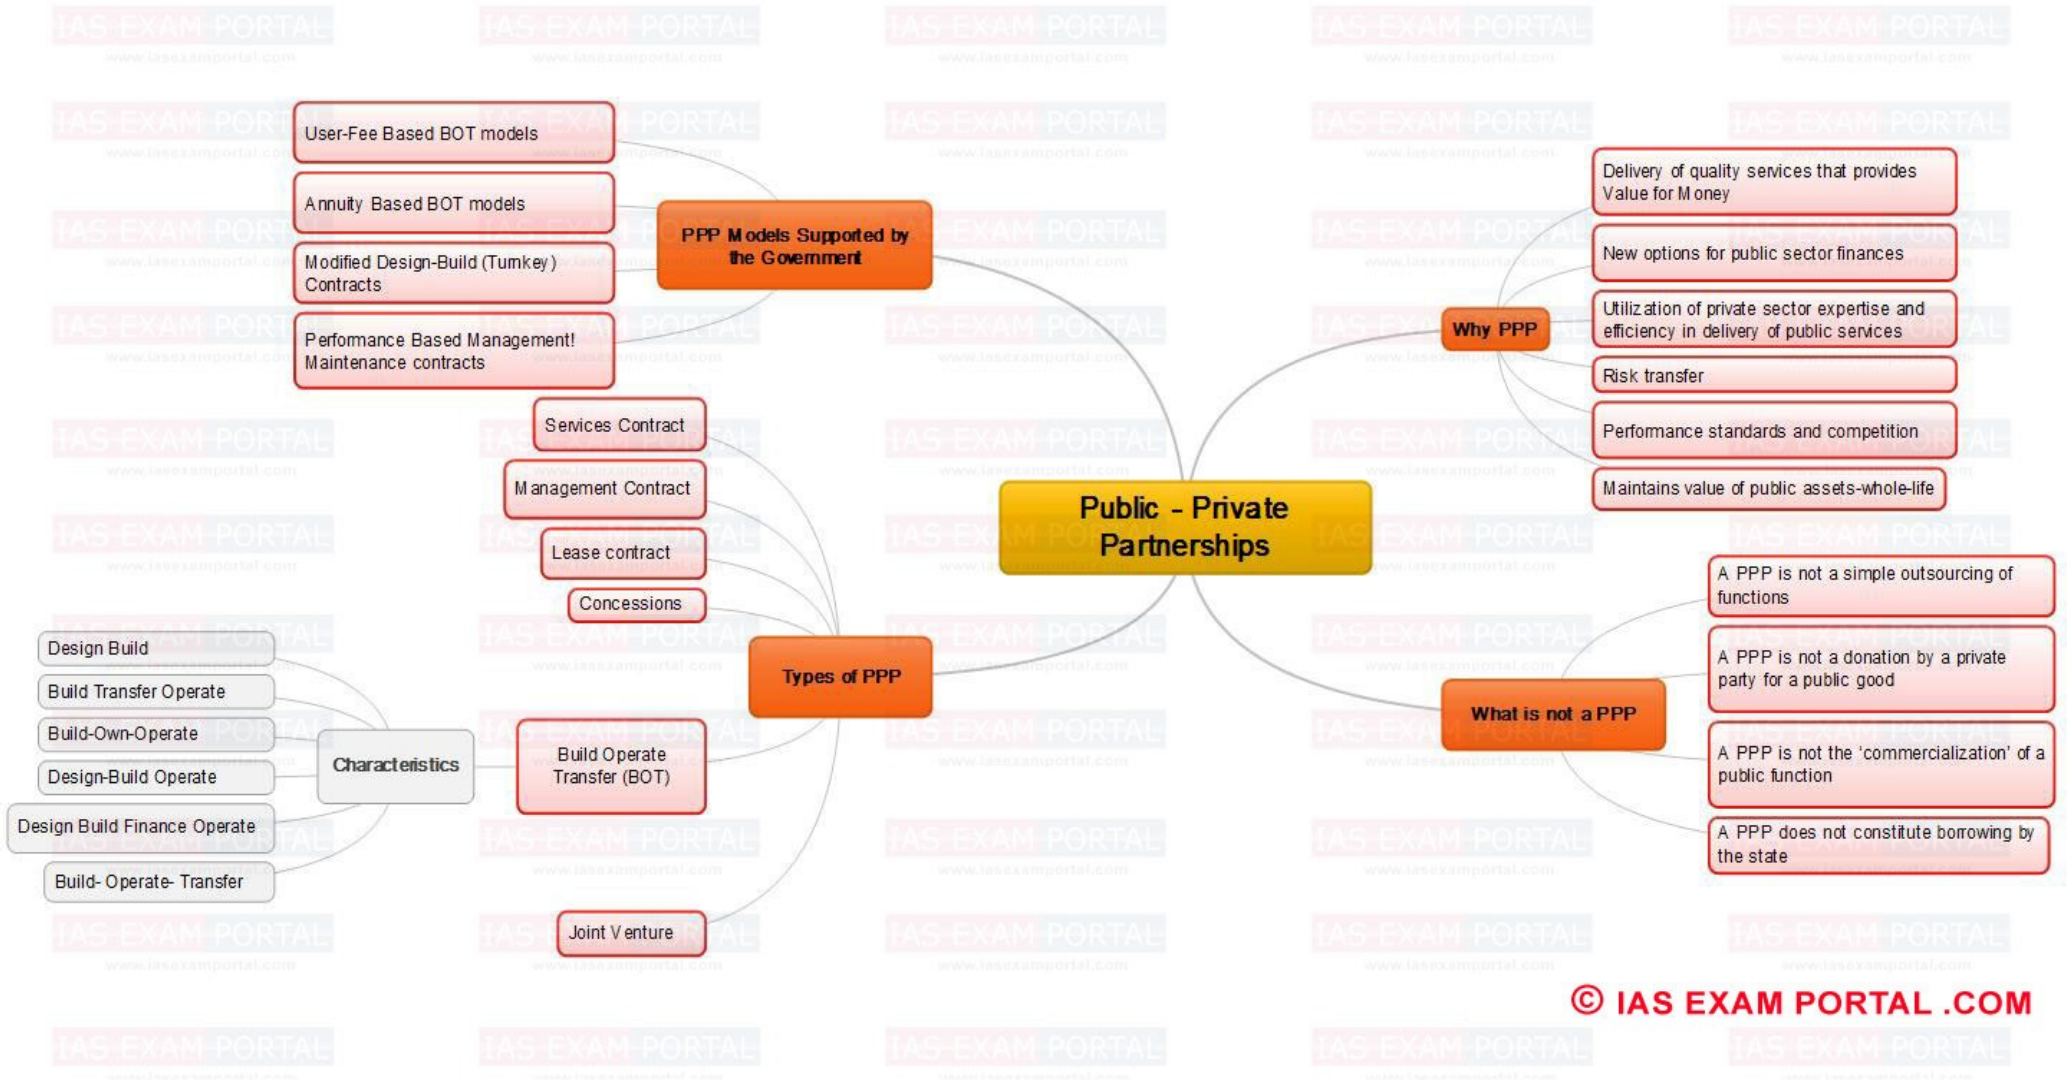 User-Fee Based BOT models
Annuity Based BOT models
Modified Design-Build (Turnkey)
Contracts
Performance Based Management!
Maintenance contracts
PPP Models Supported by
the Government
Services Contract
Management Contract
Lease contract
Concessions
Types of PPP
Build Operate
Transfer (BOT)
Joint Venture
Characteristics
Design Build
Build Transfer Operate
Build-Own-Operate
Design-Build Operate
Design Build Finance Operate
Build- Operate- Transfer
Public - Private
Partnerships
Why PPP
Delivery of quality services that provides
Value for Money
New options for public sector finances
Utilization of private sector expertise and
efficiency in delivery of public services
Risk transfer
Performance standards and competition
Maintains value of public assets-whole-life
What is not a PPP
A PPP is not a simple outsourcing of
functions
A PPP is not a donation by a private
party for a public good
A PPP is not the ‘commercialization’ of a
public function
A PPP does not constitute borrowing by
the state
© IAS EXAM PORTAL .COM
IAS EXAM PORTAL
www.iasexamportal.com